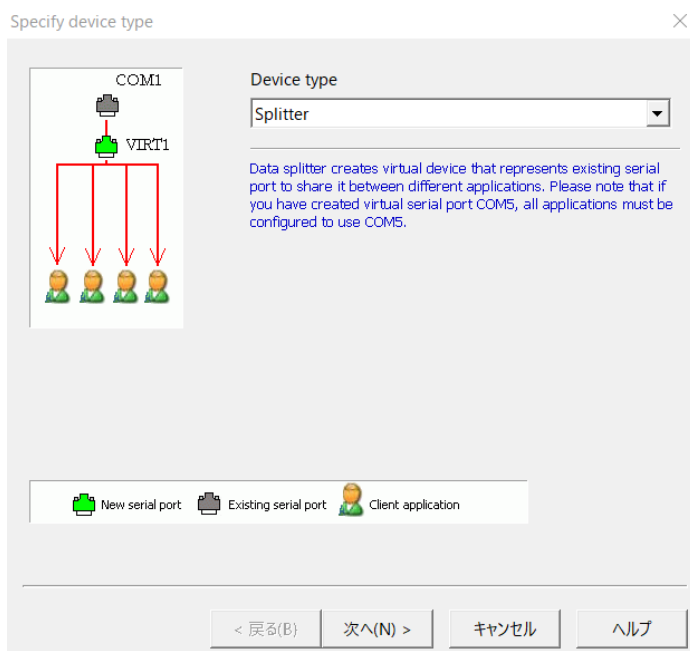 Specify device type
COM1
VIRT1
Device type
Splitter
Data splitter creates virtual device that represents existing serial
port to share it between different applications. Please note that if
you have created virtual serial port COM5, all applications must be
configured to use COM5.
New serial port Existing serial port Client application
< 戻る(B) 次へ(N) > キャンセル ヘルプ